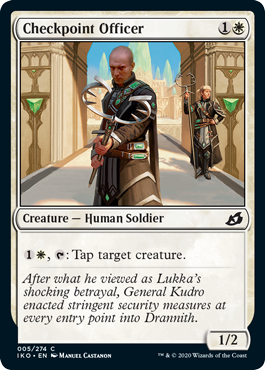 Checkpoint Officer 1
Creature — Human Soldier
1 , : Tap target creature.
After what he viewed as Lukka's
shocking betrayal, General Kudro
enacted stringent security measures at
every entry point into Drannith.
1/2
005/274 C
IKO • EN MANUEL CASTAÑON
™ & © 2020 Wizards of the Coast